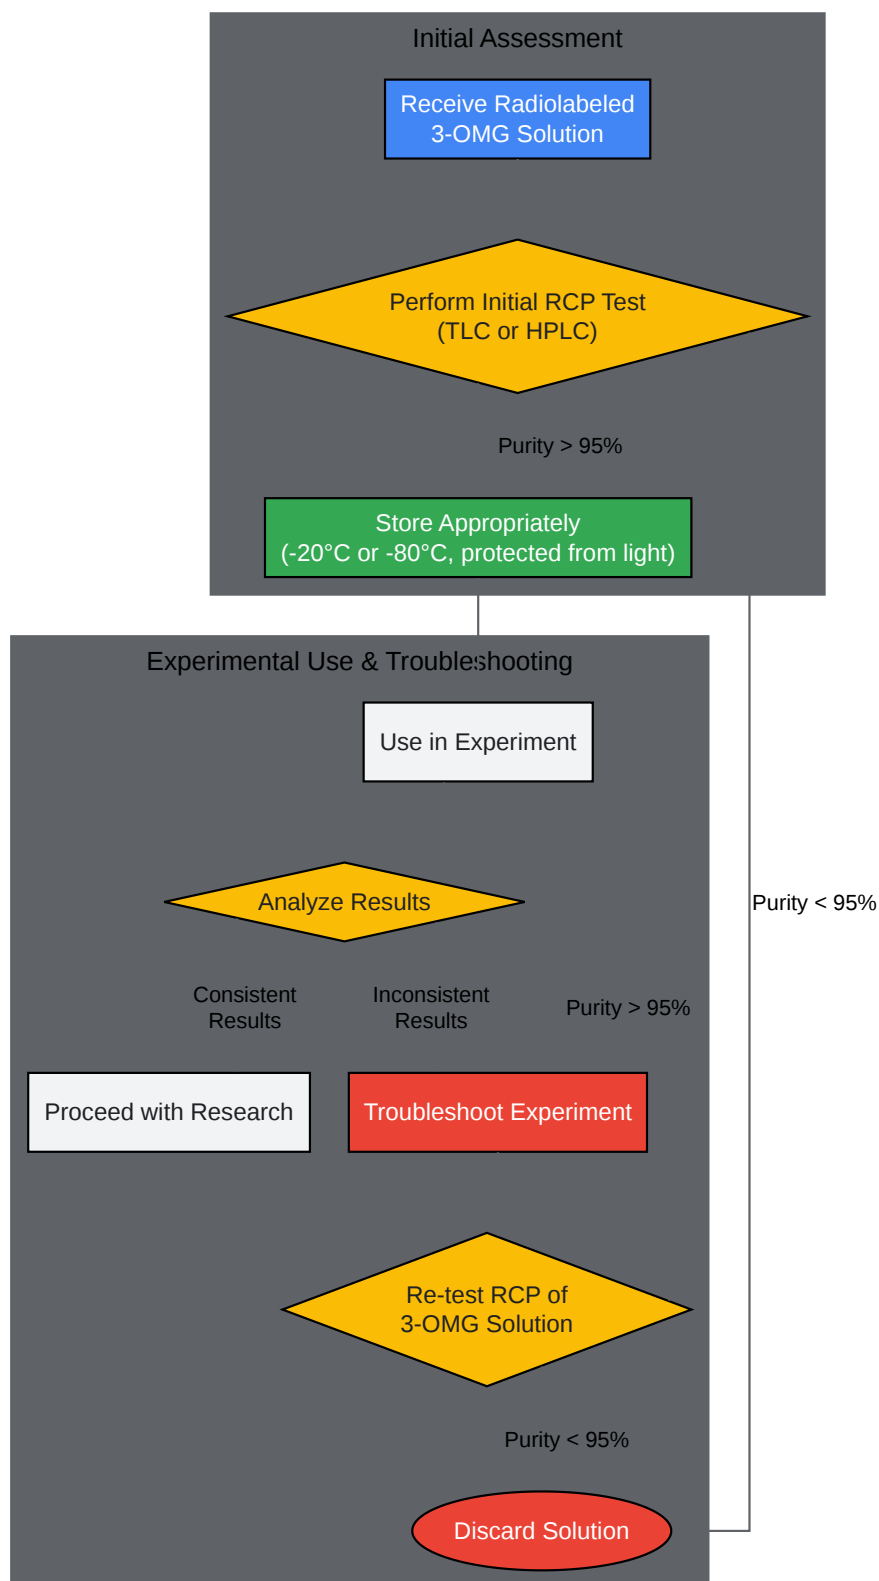 Initial Assessment
Receive Radiolabeled
3-OMG Solution
Perform Initial RCP Test
(TLC or HPLC)
Purity > 95%
Store Appropriately
(-20°C or -80°C, protected from light)
Experimental Use & Troubleshooting
Use in Experiment
Analyze Results
Purity < 95%
Consistent
Results
Inconsistent
Results
Purity > 95%
Proceed with Research
Troubleshoot Experiment
Re-test RCP of
3-OMG Solution
Purity < 95%
Discard Solution